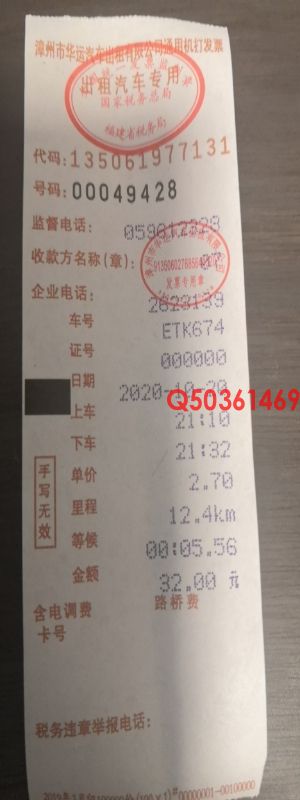 漳州市华运汽车出租有限公司通用机打发票
出租汽车专用
国家税务总局
福建省税务局
代码: 135061977131
号码: 00049428
监督电话: 059612328
收款方名称(章):
发票专用章
企业电话: 2623139
车号 ETK674
证号 000000
日期 2020-10-20
Q50361469
上车 21:10
下车 21:32
单价 2.70
里程 12.4km
等候 00:05.56
金额 32.00 元
手写无效
含电调费 路桥费
卡号
税务违章举报电话: